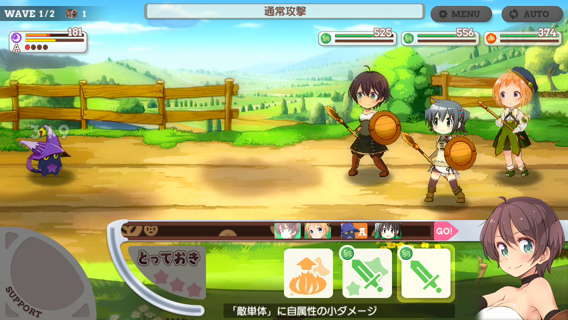 WAVE 1/2
1
通常攻撃
MENU
AUTO
181
A
525
556
374
GO!
SUPPORT
とっておき
「敵単体」に自属性の小ダメージ